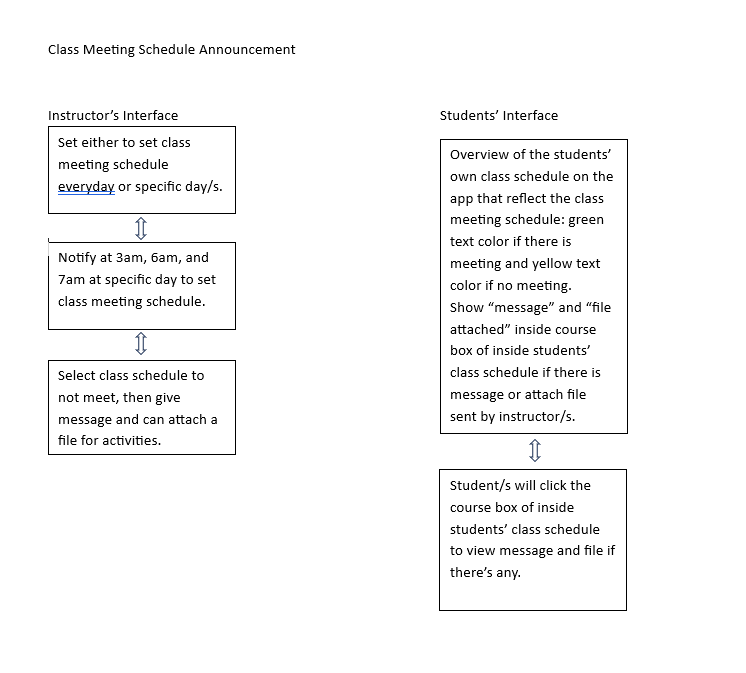 Class Meeting Schedule Announcement
Instructor’s Interface
Set either to set class
meeting schedule
everyday or specific day/s.
Notify at 3am, 6am, and
7am at specific day to set
class meeting schedule.
Select class schedule to
not meet, then give
message and can attach a
file for activities.
Students’ Interface
Overview of the students’
own class schedule on the
app that reflect the class
meeting schedule: green
text color if there is
meeting and yellow text
color if no meeting.
Show “message” and “file
attached” inside course
box of inside students’
class schedule if there is
message or attach file
sent by instructor/s.
Student/s will click the
course box of inside
students’ class schedule
to view message and file if
there’s any.